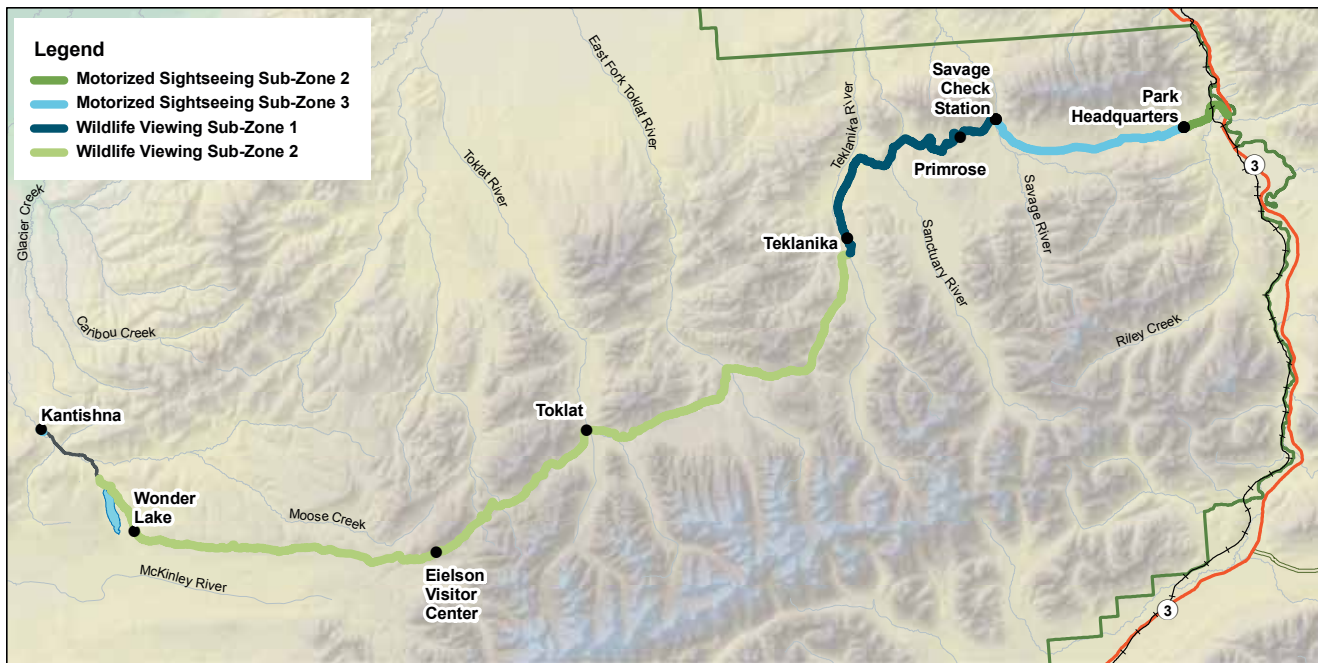 Legend
Motorized Sightseeing Sub-Zone 2
Motorized Sightseeing Sub-Zone 3
Wildlife Viewing Sub-Zone 1
Wildlife Viewing Sub-Zone 2
East Fork Toklat River
Toklat River
Teklanika River
Savage
Check
Station
Park
Headquarters
3
Primrose
Glacier Creek
Savage River
Sanctuary River
Teklanika
Caribou Creek
Riley Creek
Kantishna
Toklat
Wonder
Lake
Moose Creek
McKinley River
Eielson
Visitor
Center
3